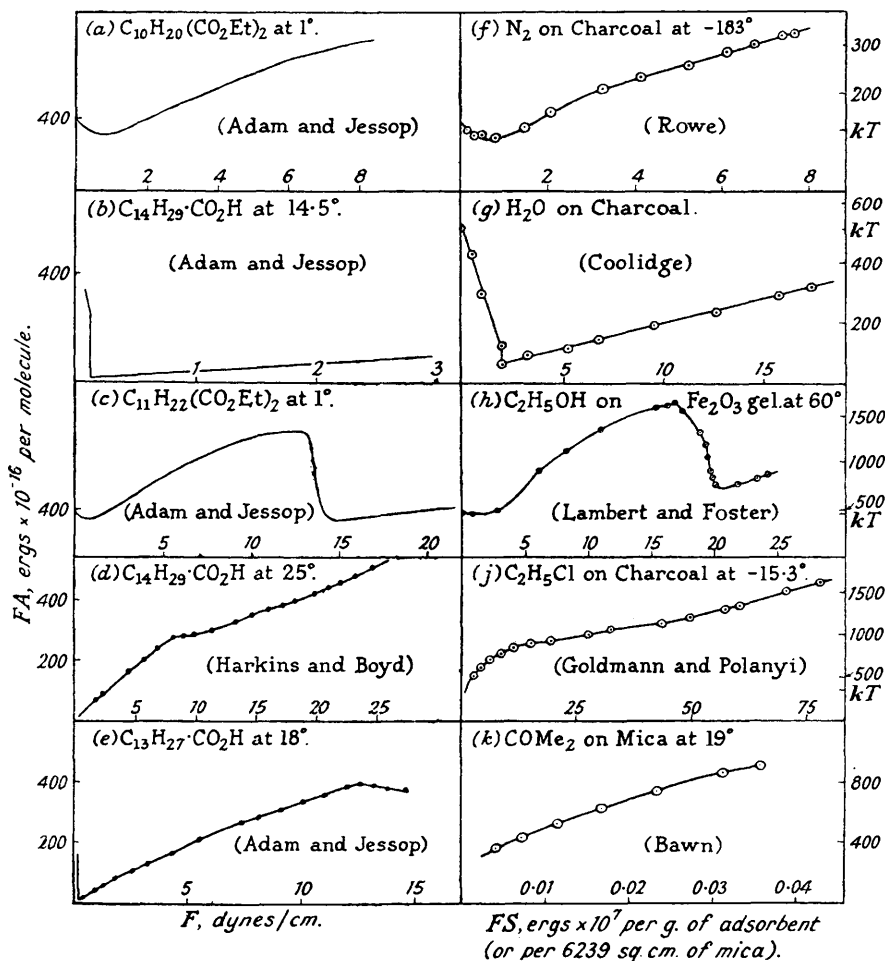 (a) C₁₀H₂₀(CO₂Et)₂ at 1°.
400
(Adam and Jessop)
2 4 6 8
(b) C₁₄H₂₉·CO₂H at 14·5°.
400
(Adam and Jessop)
1 2 3
(c) C₁₁H₂₂(CO₂Et)₂ at 1°.
400
(Adam and Jessop)
5 10 15 20
(d) C₁₄H₂₉·CO₂H at 25°.
400
200
(Harkins and Boyd)
5 10 15 20 25
(e) C₁₃H₂₇·CO₂H at 18°.
400
200
(Adam and Jessop)
5 10 15
F, dynes/cm.
FA, ergs × 10⁻¹⁶ per molecule.
(f) N₂ on Charcoal at -183°
300
200
kT
(Rowe)
2 4 6 8
(g) H₂O on Charcoal.
600
kT
400
200
(Coolidge)
5 10 15
(h) C₂H₅OH on Fe₂O₃ gel. at 60°
1500
1000
500
kT
(Lambert and Foster)
5 10 15 20 25
(j) C₂H₅Cl on Charcoal at -15·3°.
1500
1000
500
kT
(Goldmann and Polanyi)
25 50 75
(k) COMe₂ on Mica at 19°
800
400
(Bawn)
0·01 0·02 0·03 0·04
FS, ergs ×10⁷ per g. of adsorbent
(or per 6239 sq. cm. of mica).